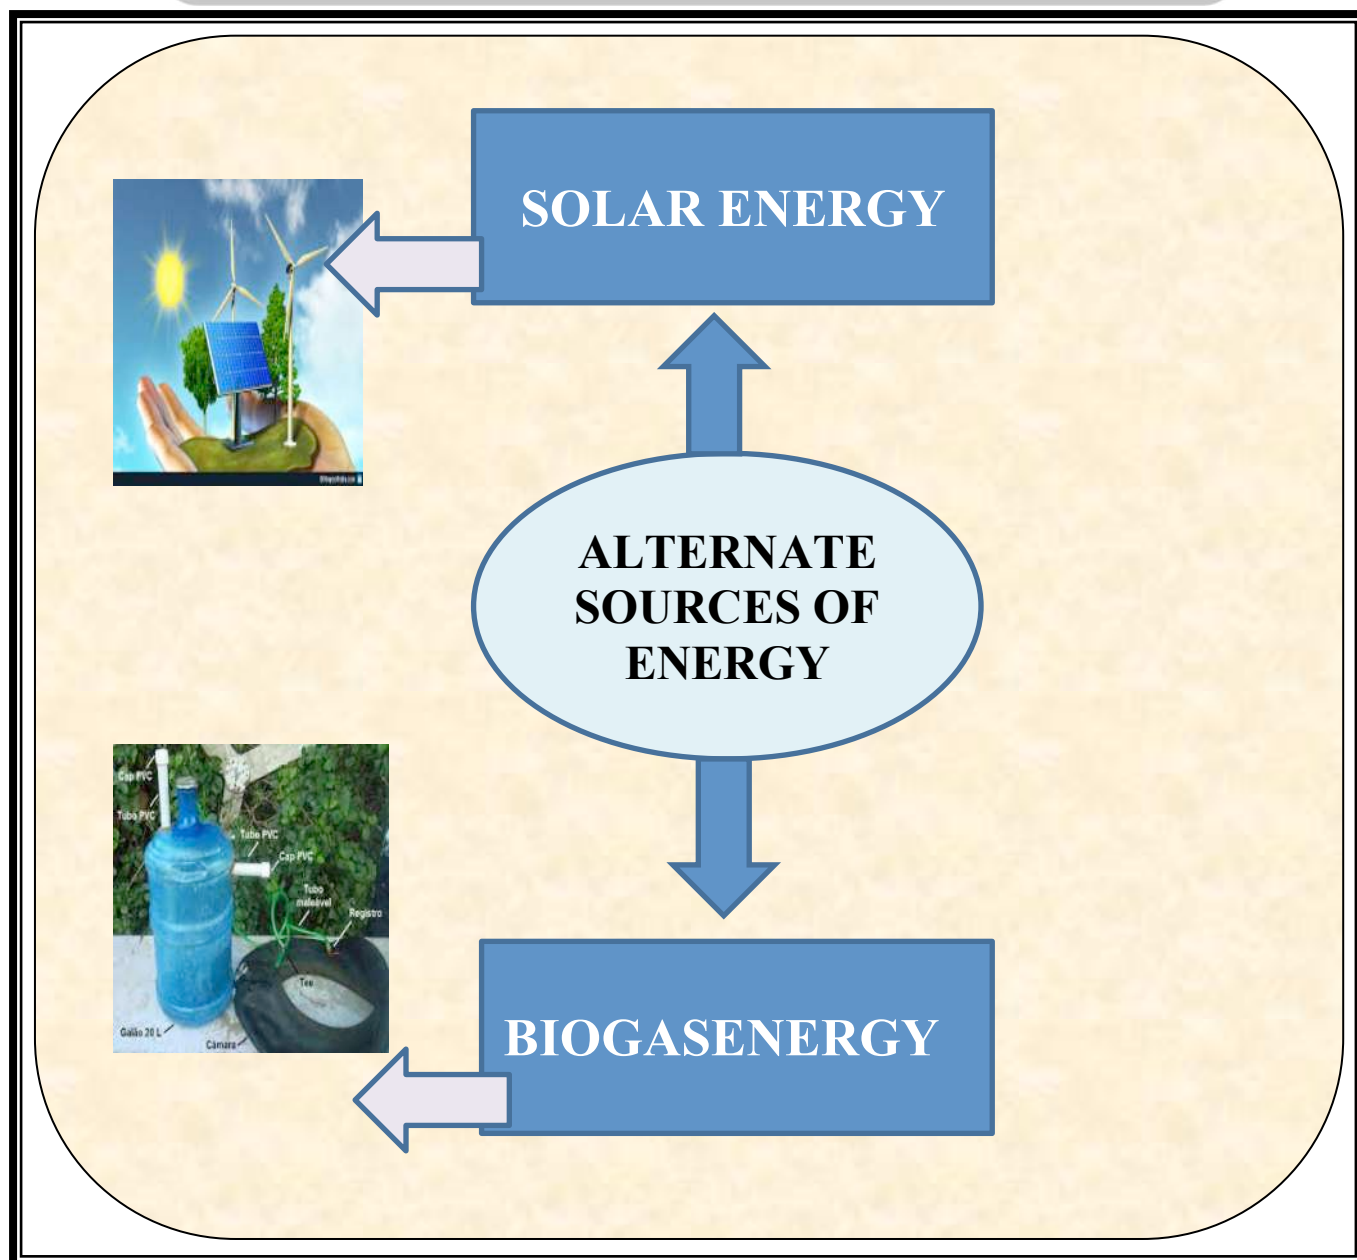 SOLAR ENERGY
ALTERNATE
SOURCES OF
ENERGY
Cap PVC
Tubo PVC
Tubo PVC
Cap PVC
Tubo
maleável
Registro
Tee
Galão 20 L
Câmara
BIOGASENERGY